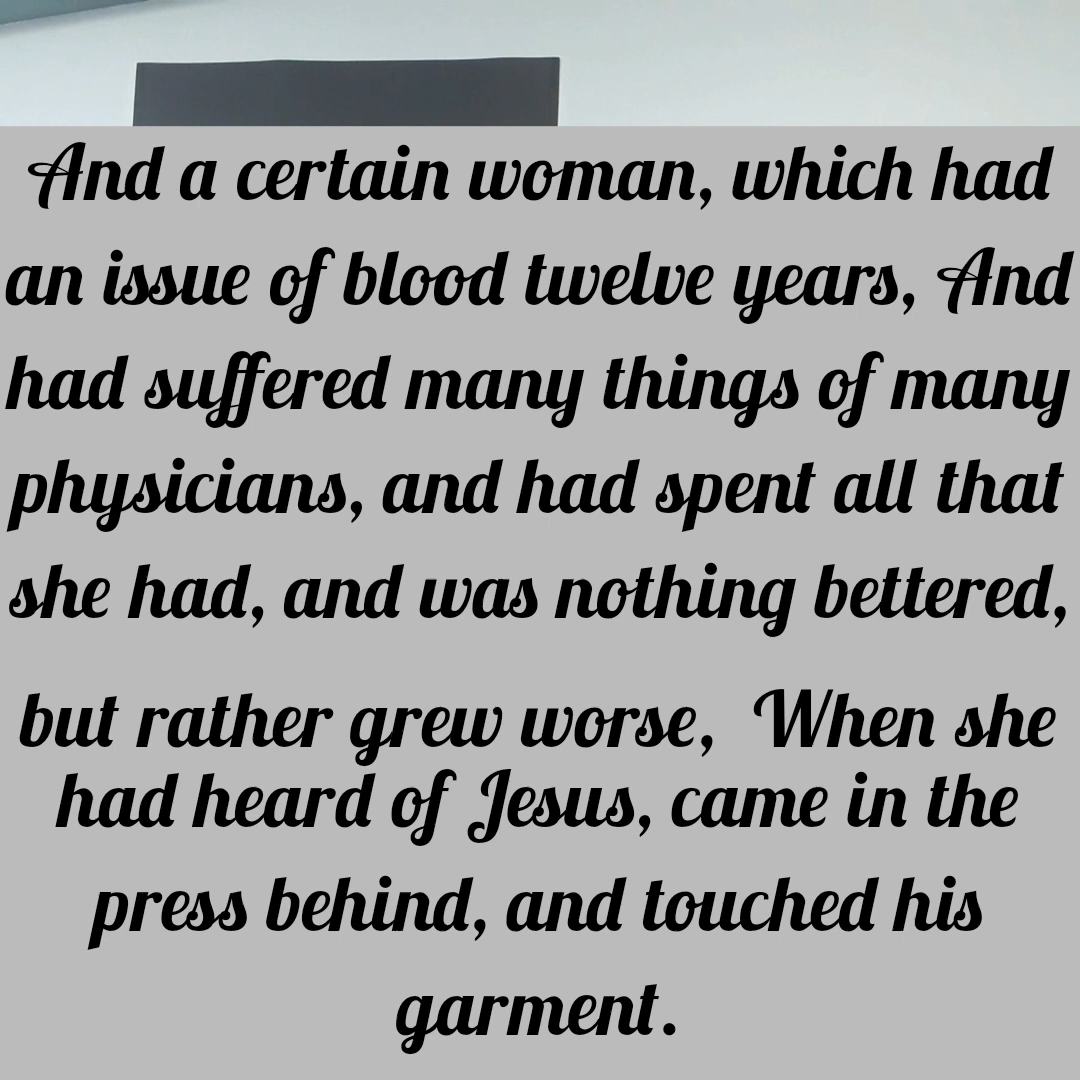 And a certain woman, which had
an issue of blood twelve years, And
had suffered many things of many
physicians, and had spent all that
she had, and was nothing bettered,
but rather grew worse,  When she
had heard of Jesus, came in the
press behind, and touched his
garment.